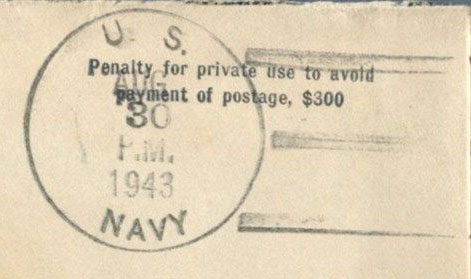 U. S.
Penalty for private use to avoid
payment of postage, $300
AUG
30
P.M.
1943
NAVY